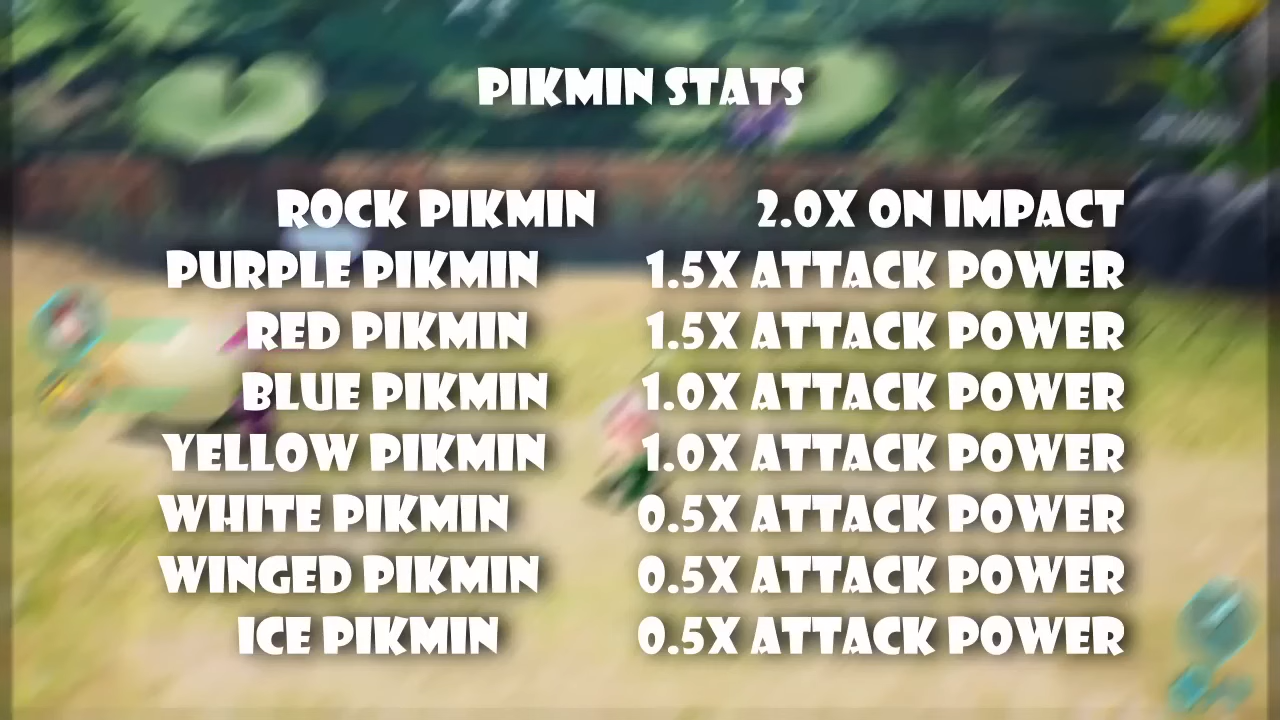 PIKMIN STATS
ROCK PIKMIN 2.0X ON IMPACT
PURPLE PIKMIN 1.5X ATTACK POWER
RED PIKMIN 1.5X ATTACK POWER
BLUE PIKMIN 1.0X ATTACK POWER
YELLOW PIKMIN 1.0X ATTACK POWER
WHITE PIKMIN 0.5X ATTACK POWER
WINGED PIKMIN 0.5X ATTACK POWER
ICE PIKMIN 0.5X ATTACK POWER